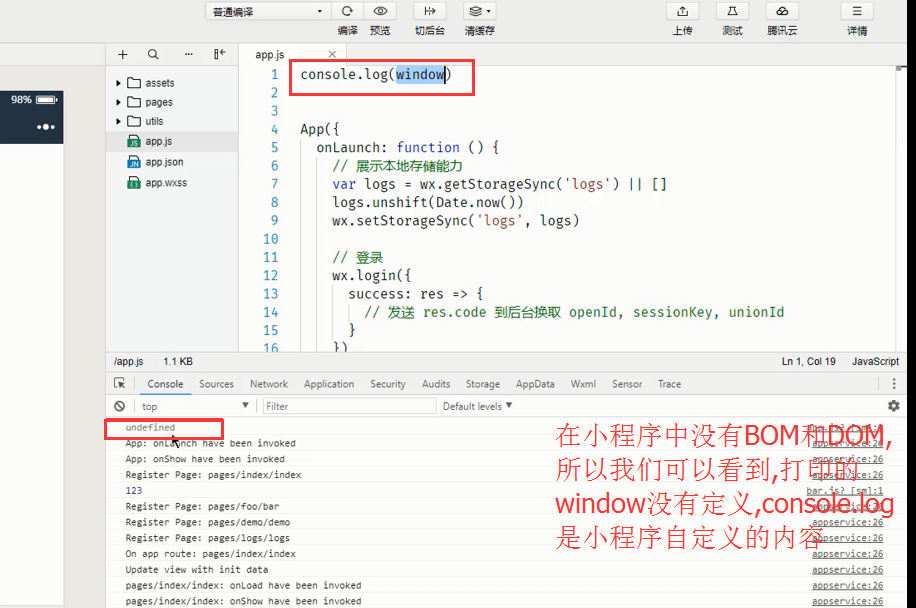 普通编译
编译
预览
切后台
清缓存
上传
测试
腾讯云
详情
app.js
98%
assets
pages
utils
app.js
app.json
app.wxss
1 console.log(window)
2
3
4 App({
5 onLaunch: function () {
6 // 展示本地存储能力
7 var logs = wx.getStorageSync('logs') || []
8 logs.unshift(Date.now())
9 wx.setStorageSync('logs', logs)
10
11 // 登录
12 wx.login({
13 success: res => {
14 // 发送 res.code 到后台换取 openId, sessionKey, unionId
15 }
16 })
/app.js 1.1 KB
Ln 1, Col 19 JavaScript
Console Sources Network Application Security Audits Storage AppData Wxml Sensor Trace
top Filter Default levels
undefined
App: onLaunch have been invoked
App: onShow have been invoked appservice:26
Register Page: pages/index/index appservice:26
123 bar.js? [sm]:1
Register Page: pages/foo/bar
Register Page: pages/demo/demo appservice:26
Register Page: pages/logs/logs
On app route: pages/index/index appservice:26
Update view with init data appservice:26
pages/index/index: onLoad have been invoked appservice:26
pages/index/index: onShow have been invoked appservice:26
在小程序中没有BOM和DOM,
所以我们可以看到,打印的
window没有定义,console.log
是小程序自定义的内容